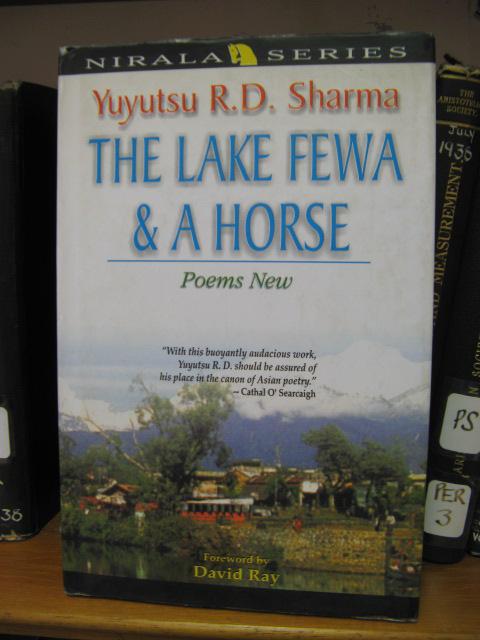 NIRALA SERIES
Yuyutsu R.D. Sharma
THE LAKE FEWA
& A HORSE
Poems New
"With this buoyantly audacious work,
Yuyutsu R. D. should be assured of
his place in the canon of Asian poetry."
~ Cathal O' Searcaigh
Foreword by
David Ray
THE
ARISTOTELIAN
SOCIETY.
JULY
1936
AND MEASUREMENT
PS
PER
3
36